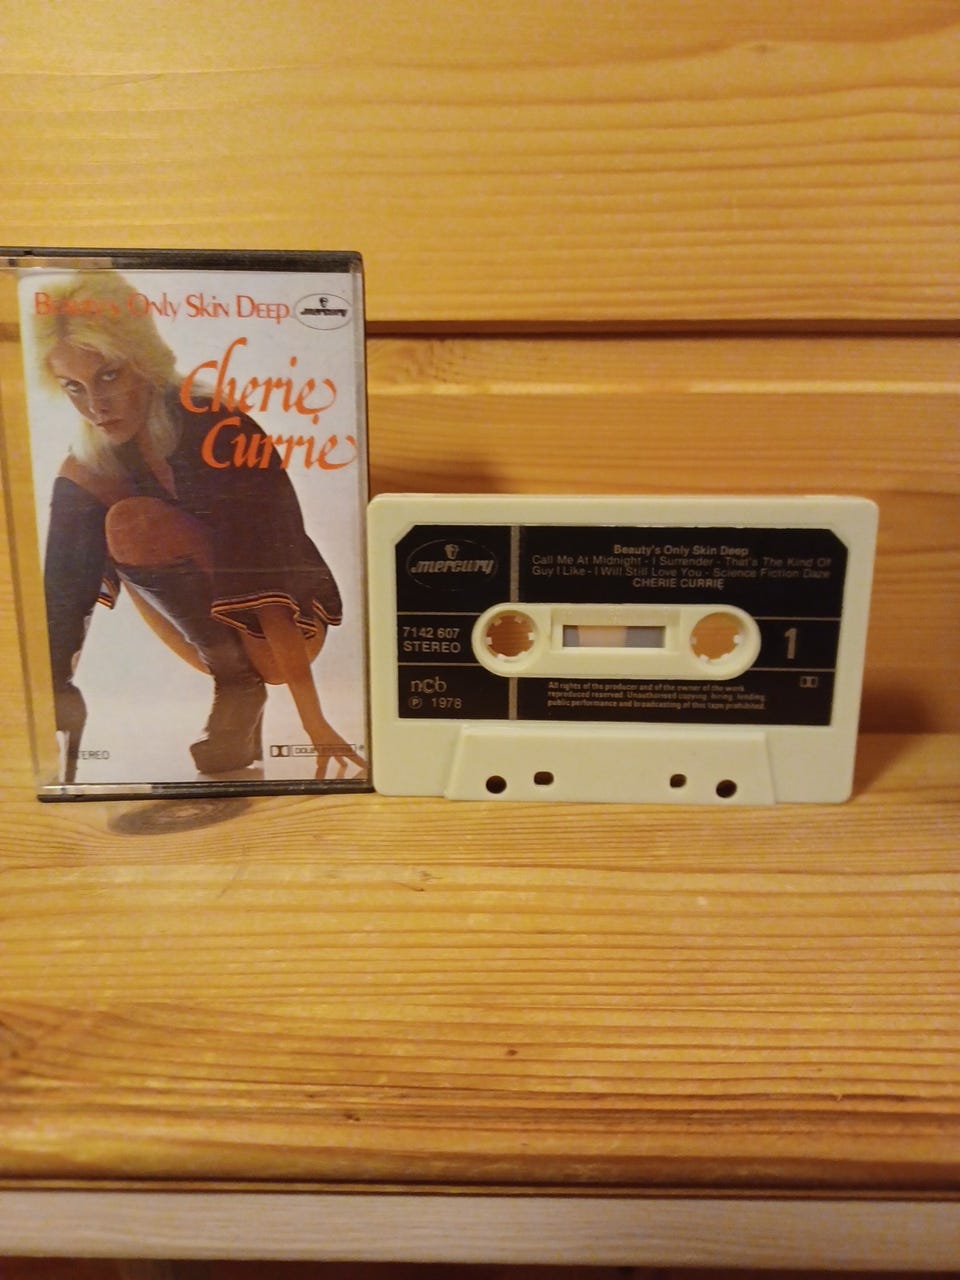 Beauty's Only Skin Deep
mercury
Cherie
Currie
STEREO
DOLBY SYSTEM
mercury
Beauty's Only Skin Deep
Call Me At Midnight - I Surrender - That's The Kind Of
Guy I Like - I Will Still Love You - Science Fiction Daze
CHERIE CURRIE
7142 607
STEREO
1
ncb
℗ 1978
All rights of the producer and of the owner of the work
reproduced reserved. Unauthorised copying, hiring, lending,
public performance and broadcasting of this tape prohibited.